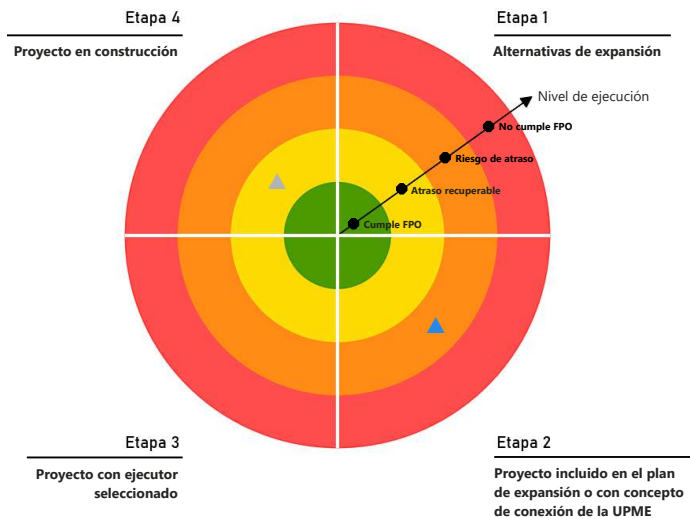 Etapa 4
Proyecto en construcción
Etapa 1
Alternativas de expansión
Nivel de ejecución
No cumple FPO
Riesgo de atraso
Atraso recuperable
Cumple FPO
Etapa 3
Proyecto con ejecutor
seleccionado
Etapa 2
Proyecto incluido en el plan
de expansión o con concepto
de conexión de la UPME